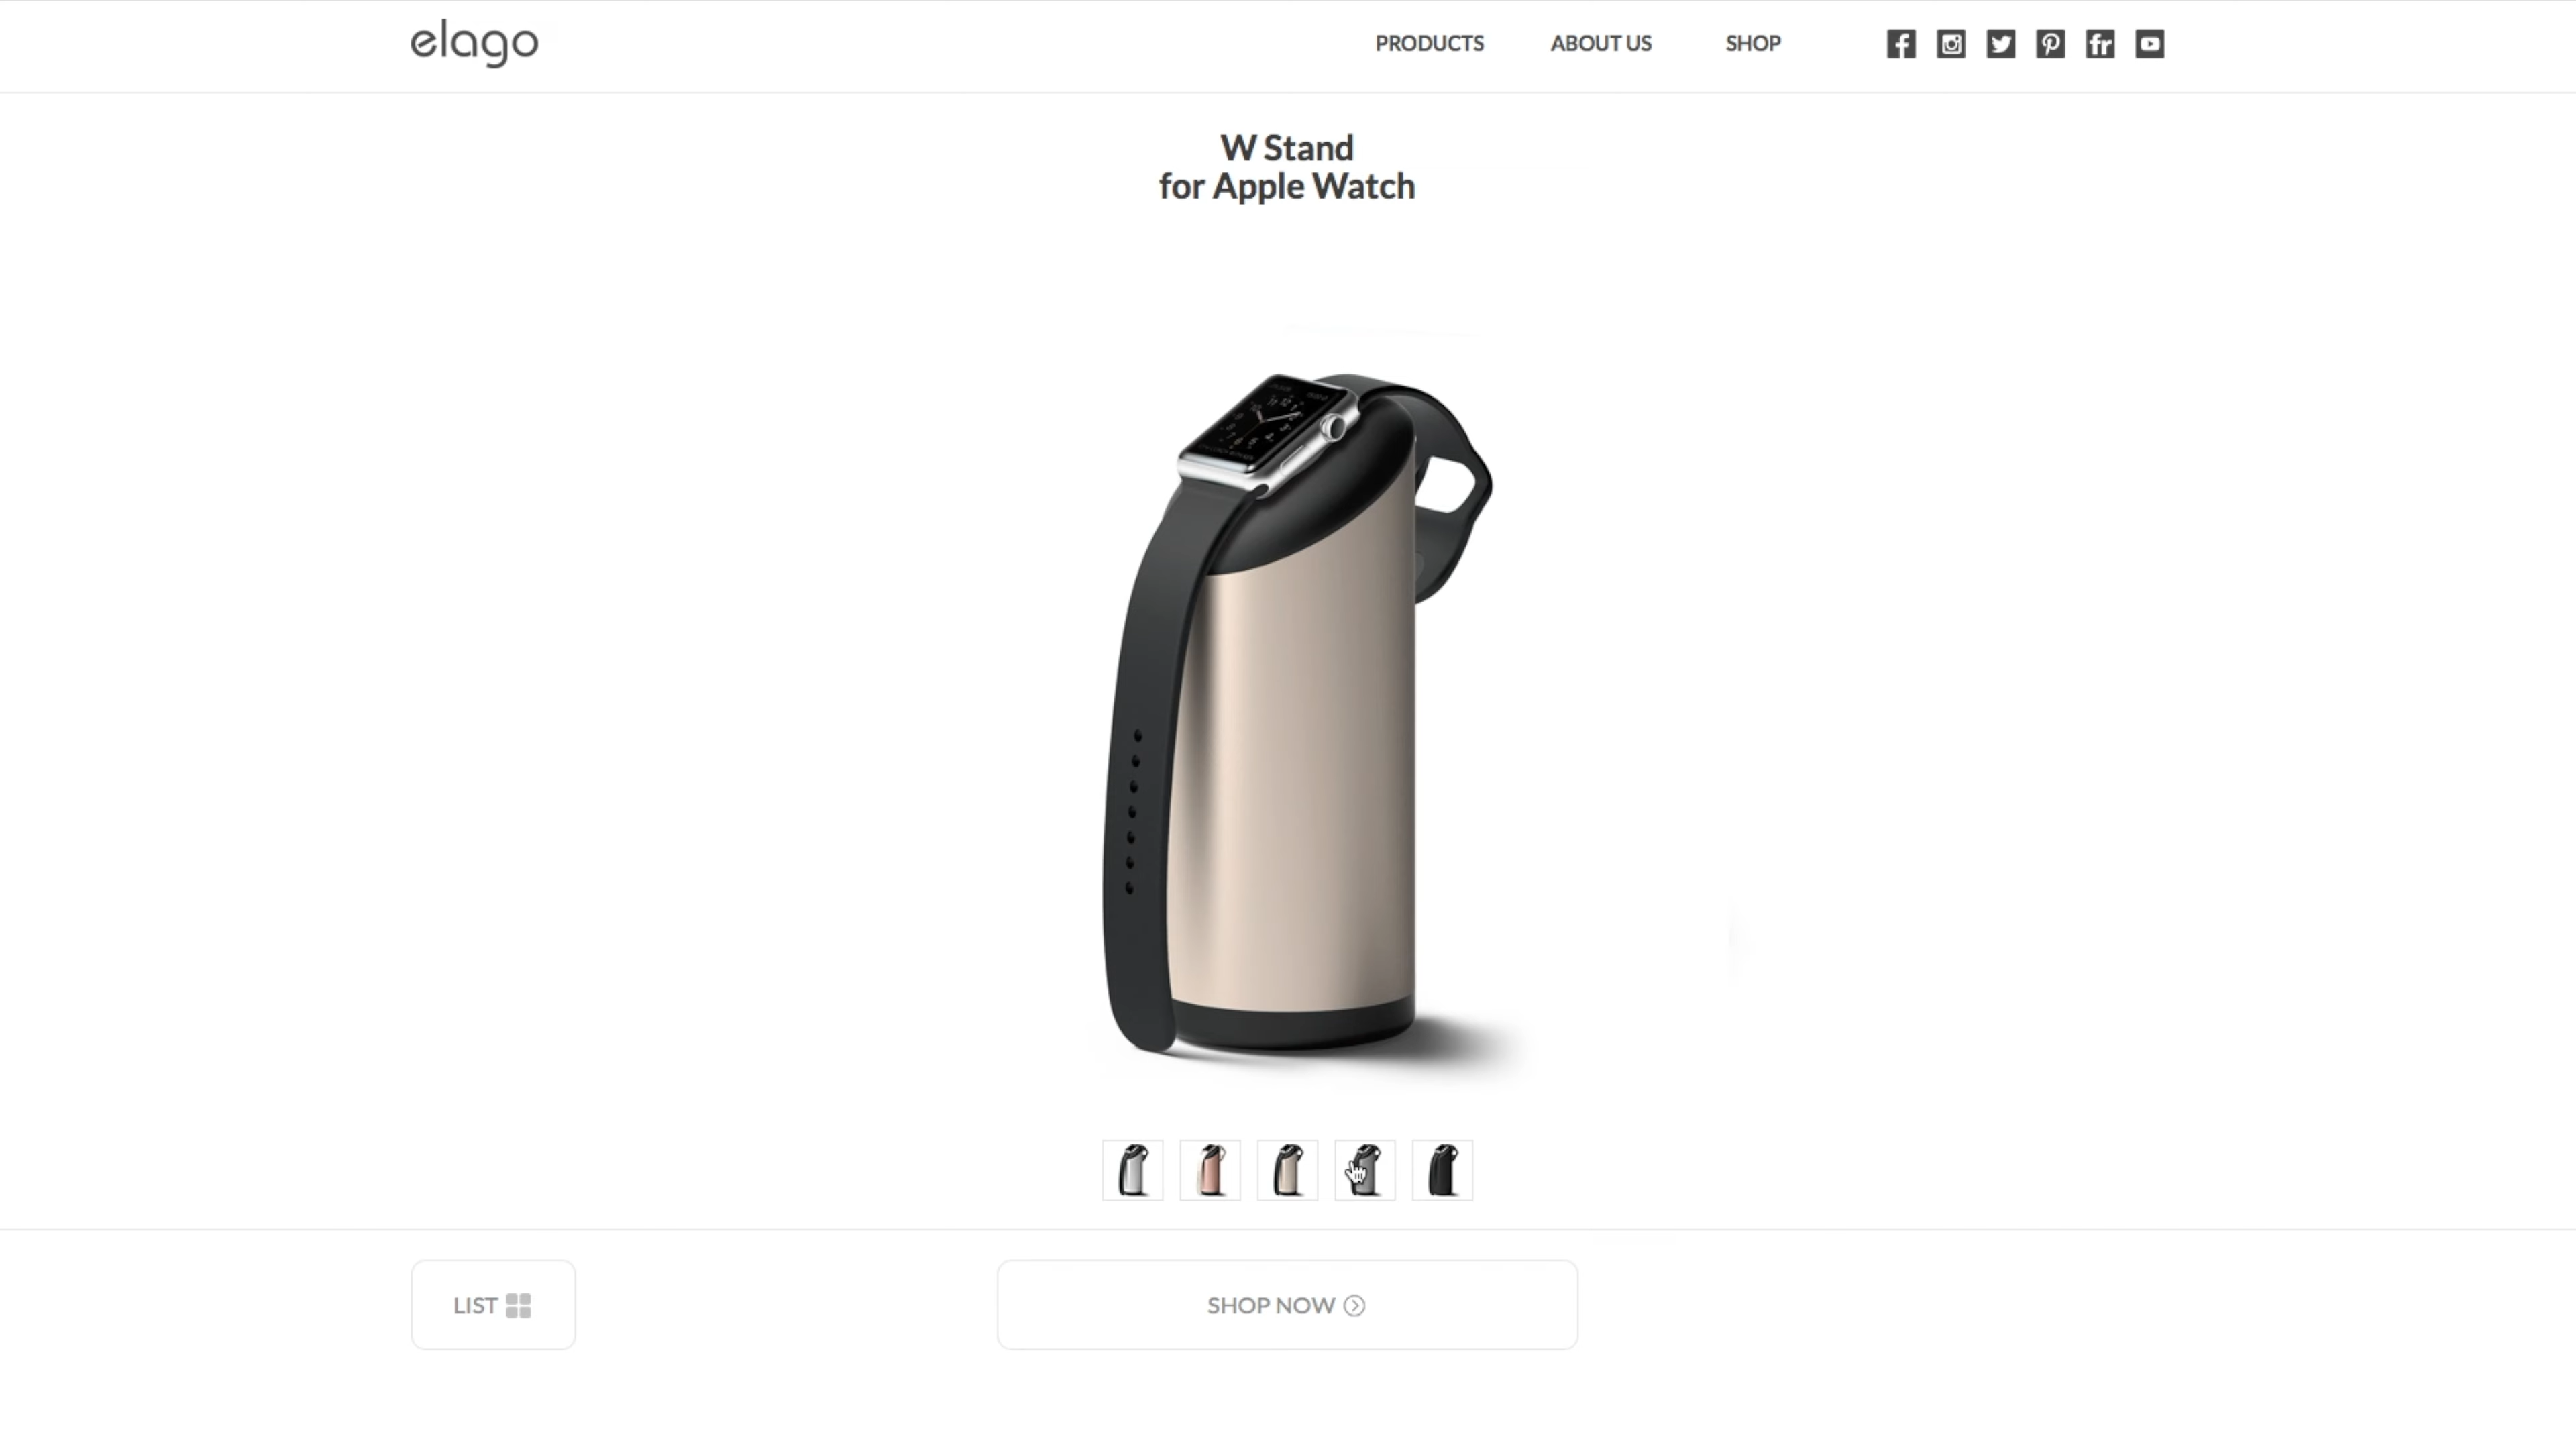 elago
PRODUCTS
ABOUT US
SHOP
W Stand
for Apple Watch
LIST
SHOP NOW